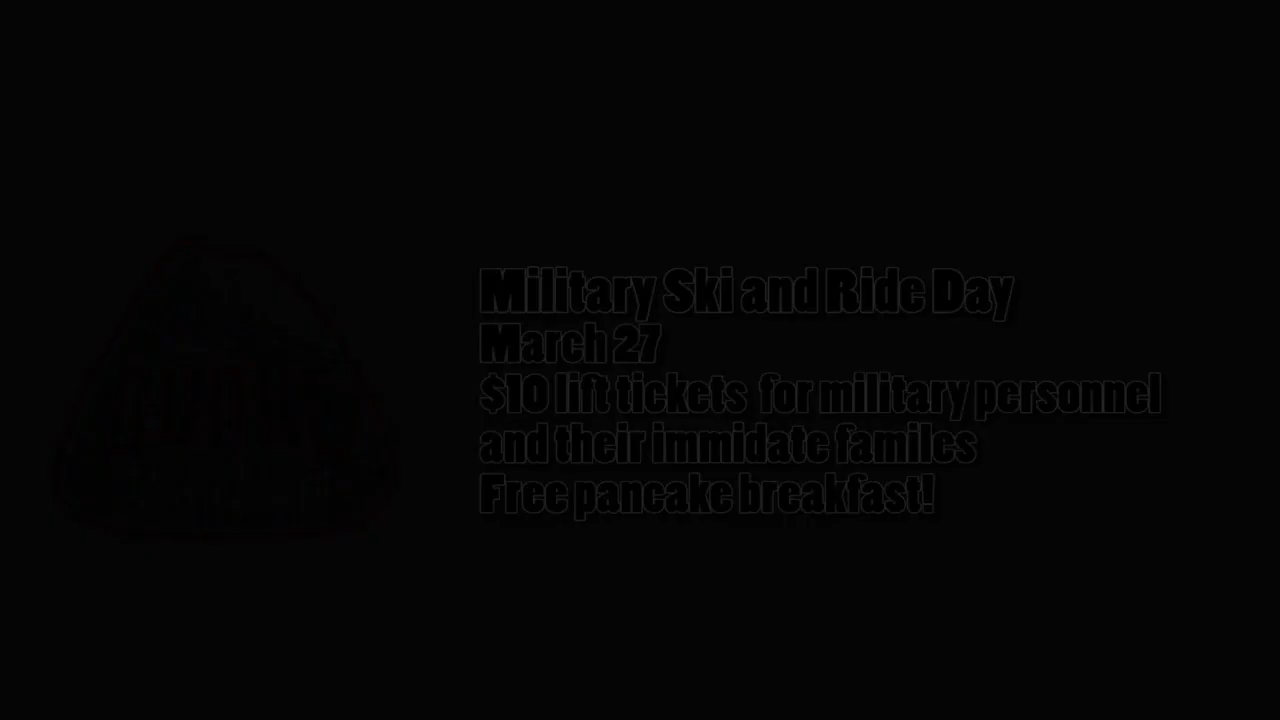 Military Ski and Ride Day
March 27
$10 lift tickets for military personnel
and their immidate familes
Free pancake breakfast!